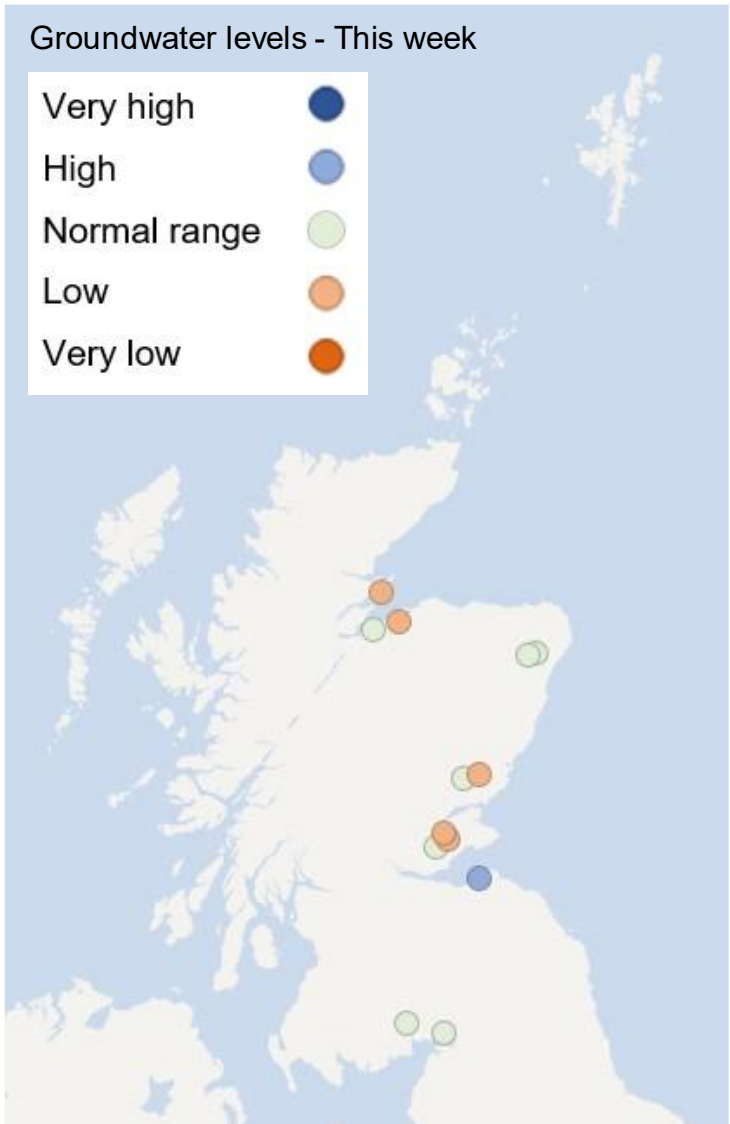 Groundwater levels - This week
Very high
High
Normal range
Low
Very low